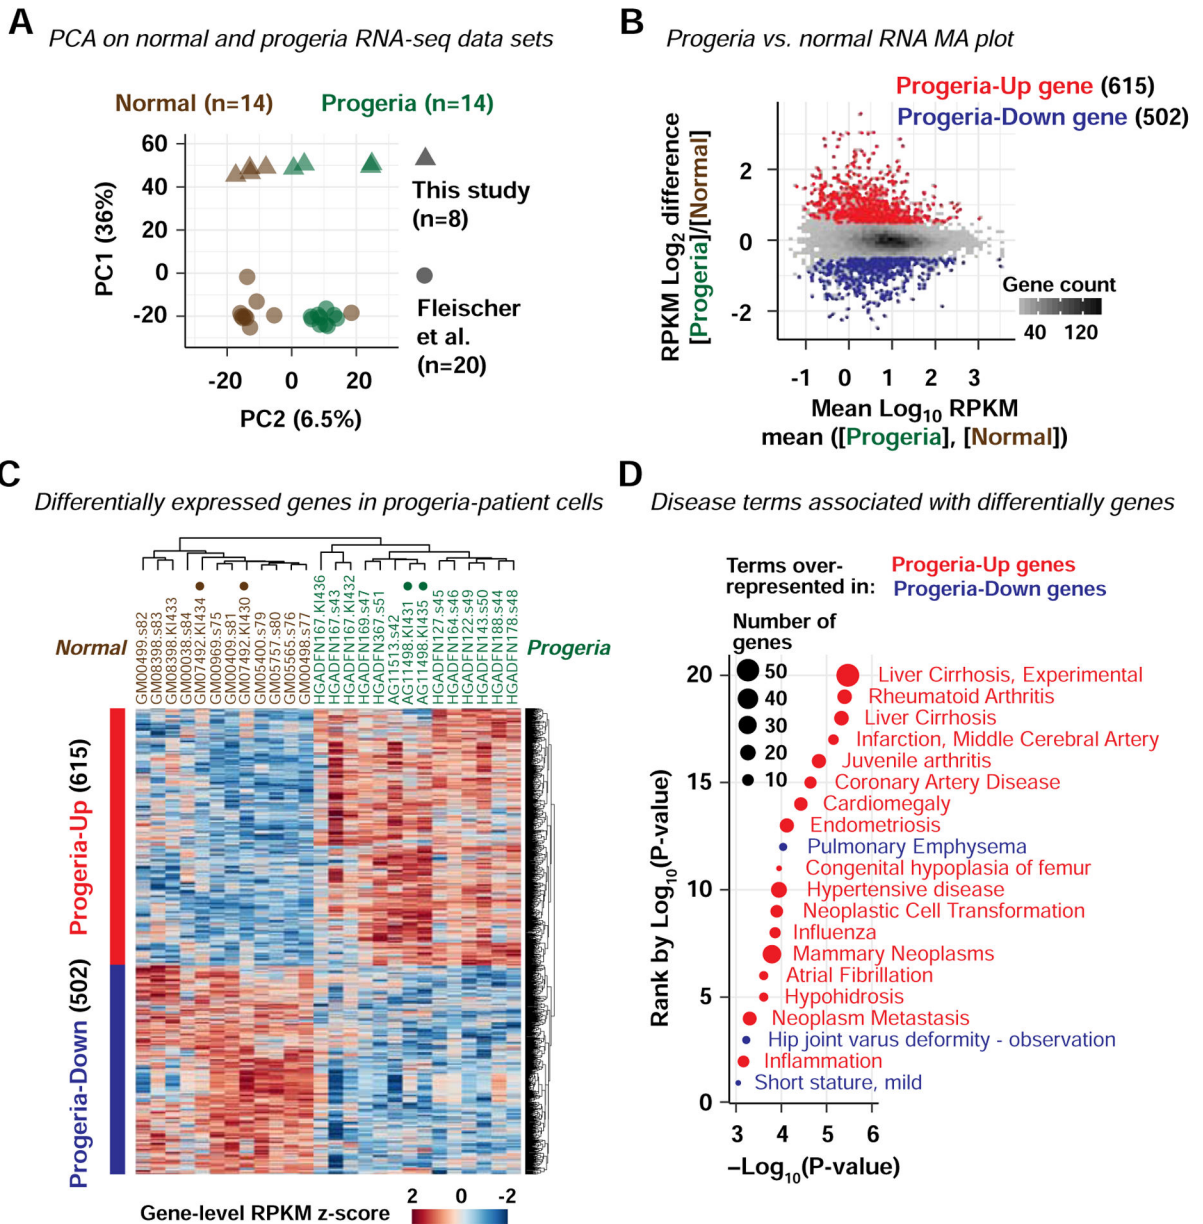 A
PCA on normal and progeria RNA-seq data sets
Normal (n=14)
Progeria (n=14)
60
40
20
0
-20
PC1 (36%)
-20
0
20
PC2 (6.5%)
This study
(n=8)
Fleischer
et al.
(n=20)
B
Progeria vs. normal RNA MA plot
Progeria-Up gene (615)
Progeria-Down gene (502)
RPKM Log2 difference
[Progeria]/[Normal]
2
0
-2
Gene count
40
120
-1
0
1
2
3
Mean Log10 RPKM
mean ([Progeria], [Normal])
C
Differentially expressed genes in progeria-patient cells
Normal
GM00499.s82
GM08398.s83
GM08398.KI433
GM00038.s84
GM07492.KI434
GM00969.s75
GM00409.s81
GM07492.KI430
GM05400.s79
GM05757.s80
GM05565.s76
GM00498.s77
HGADFN167.KI436
HGADFN167.s43
HGADFN167.KI432
HGADFN169.s47
HGADFN367.s51
AG11513.s42
AG11498.KI431
AG11498.KI435
HGADFN127.s45
HGADFN164.s46
HGADFN122.s49
HGADFN143.s50
HGADFN188.s44
HGADFN178.s48
Progeria
Progeria-Up (615)
Progeria-Down (502)
Gene-level RPKM z-score
2
0
-2
D
Disease terms associated with differentially genes
Terms over-
represented in:
Progeria-Up genes
Progeria-Down genes
Number of
genes
50
40
30
20
10
Rank by Log10(P-value)
20
15
10
5
0
Liver Cirrhosis, Experimental
Rheumatoid Arthritis
Liver Cirrhosis
Infarction, Middle Cerebral Artery
Juvenile arthritis
Coronary Artery Disease
Cardiomegaly
Endometriosis
Pulmonary Emphysema
Congenital hypoplasia of femur
Hypertensive disease
Neoplastic Cell Transformation
Influenza
Mammary Neoplasms
Atrial Fibrillation
Hypohidrosis
Neoplasm Metastasis
Hip joint varus deformity - observation
Inflammation
Short stature, mild
3
4
5
6
−Log10(P-value)